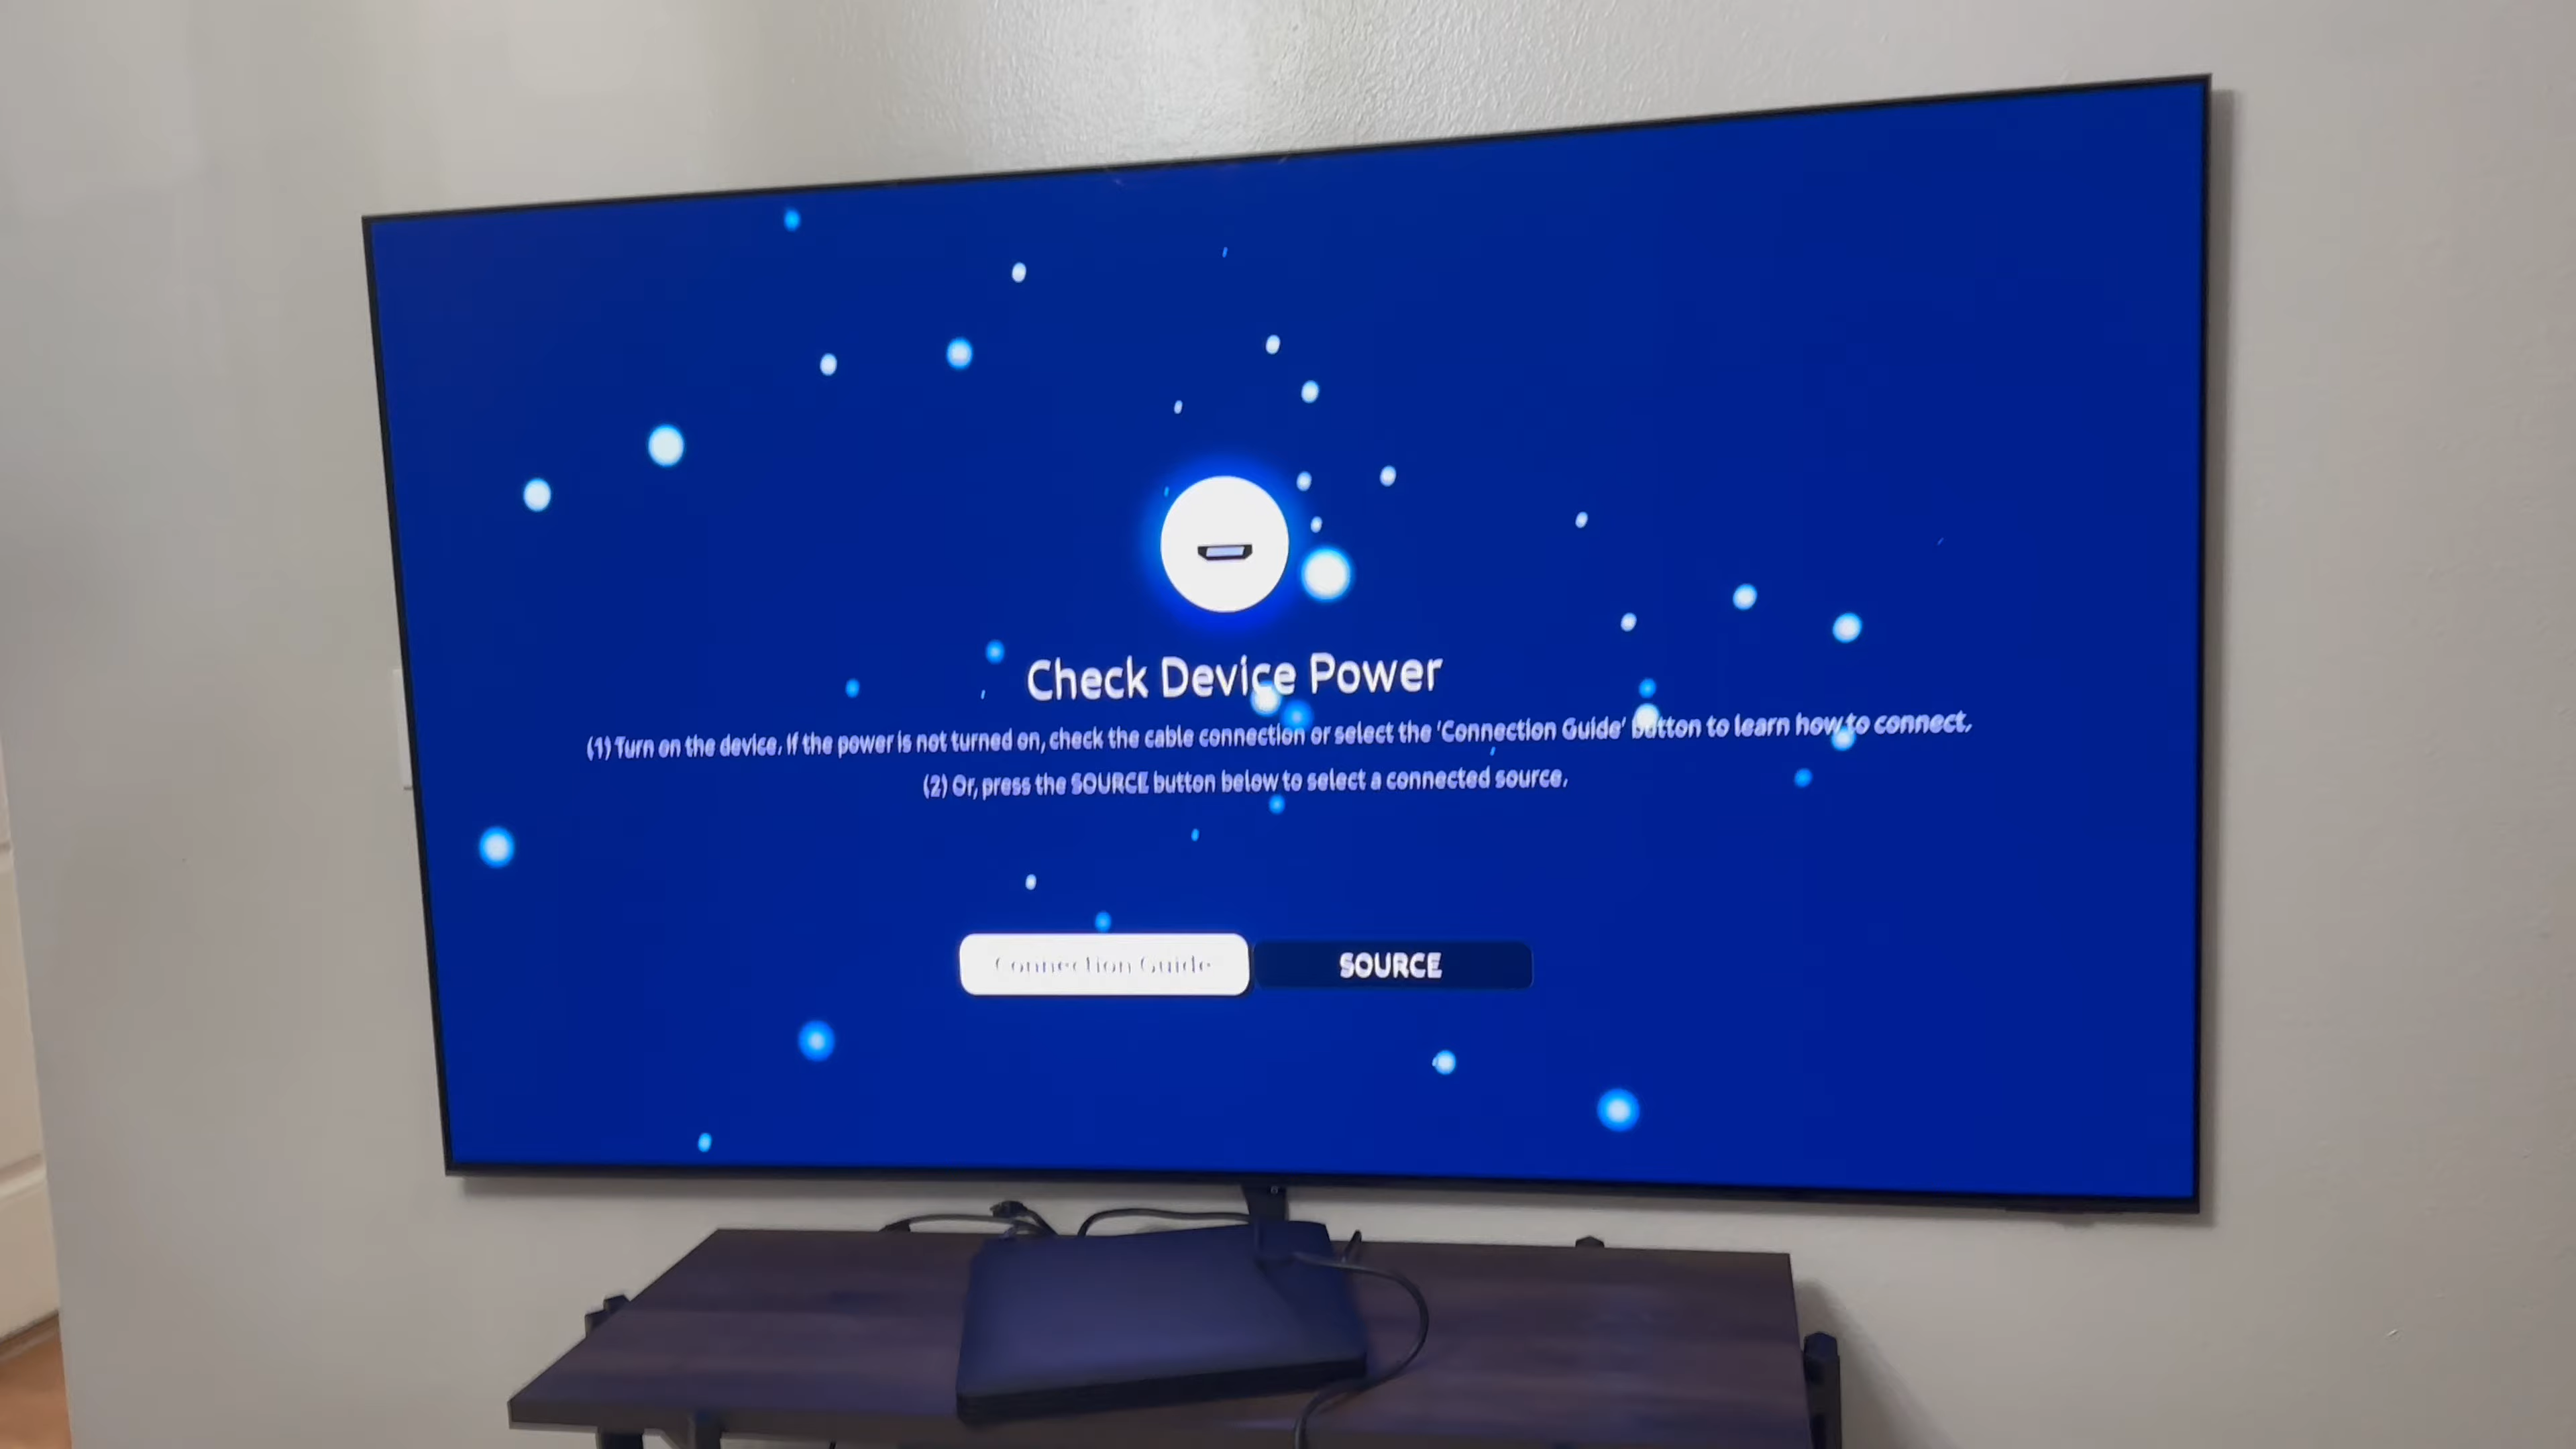 Check Device Power
(1) Turn on the device. If the power is not turned on, check the cable connection or select the 'Connection Guide' button to learn how to connect.
(2) Or, press the SOURCE button below to select a connected source.
Connection Guide
SOURCE